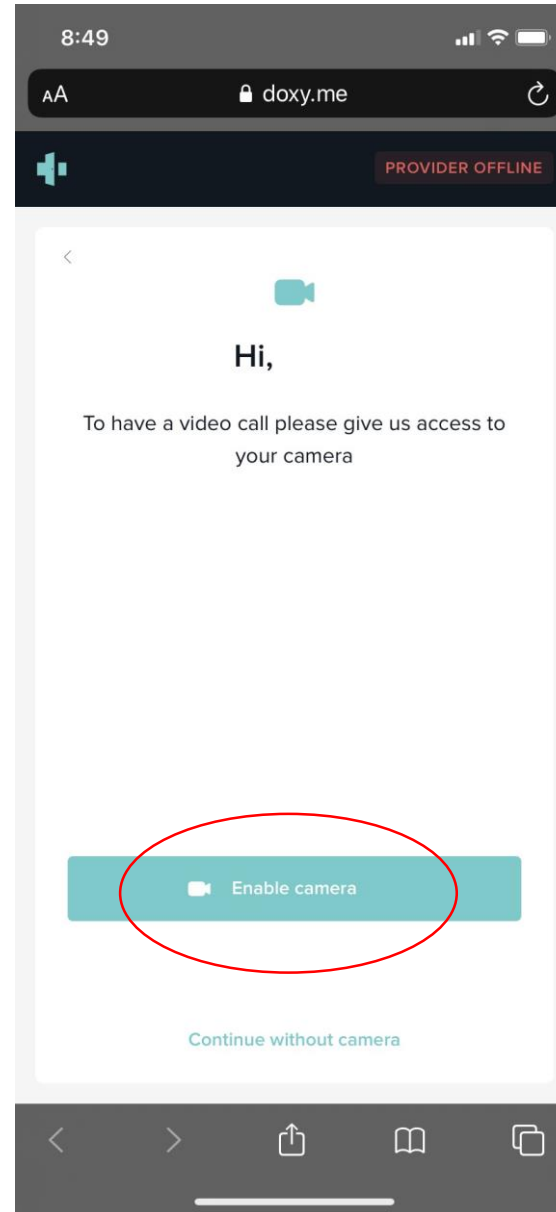 8:49
AA
doxy.me
PROVIDER OFFLINE
Hi,
To have a video call please give us access to
your camera
Enable camera
Continue without camera